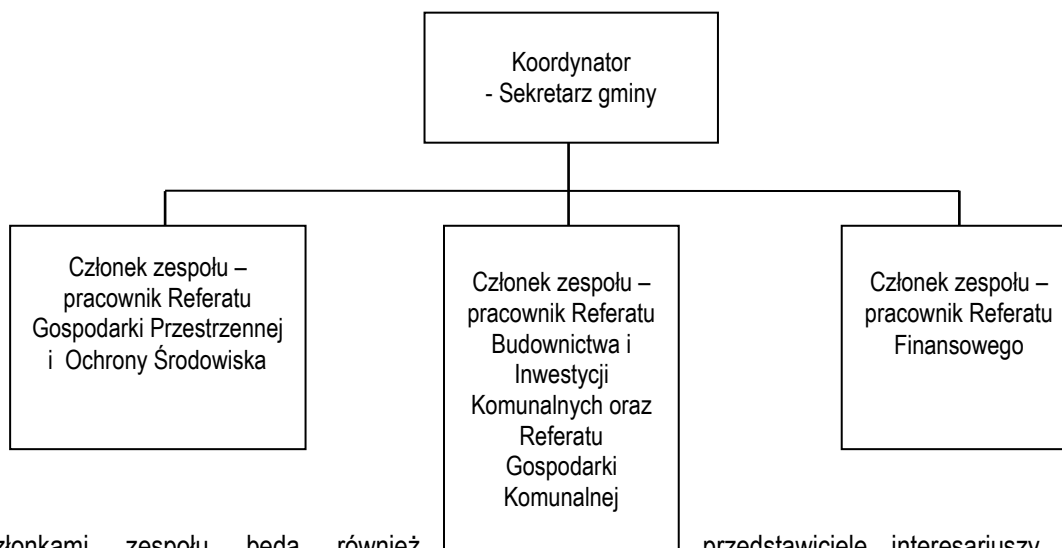 Koordynator
- Sekretarz gminy
Członek zespołu –
pracownik Referatu
Gospodarki Przestrzennej
i Ochrony Środowiska
Członek zespołu –
pracownik Referatu
Budownictwa i
Inwestycji
Komunalnych oraz
Referatu
Gospodarki
Komunalnej
Członek zespołu –
pracownik Referatu
Finansowego
złonkami zespołu będą również przedstawiciele interesariuszy